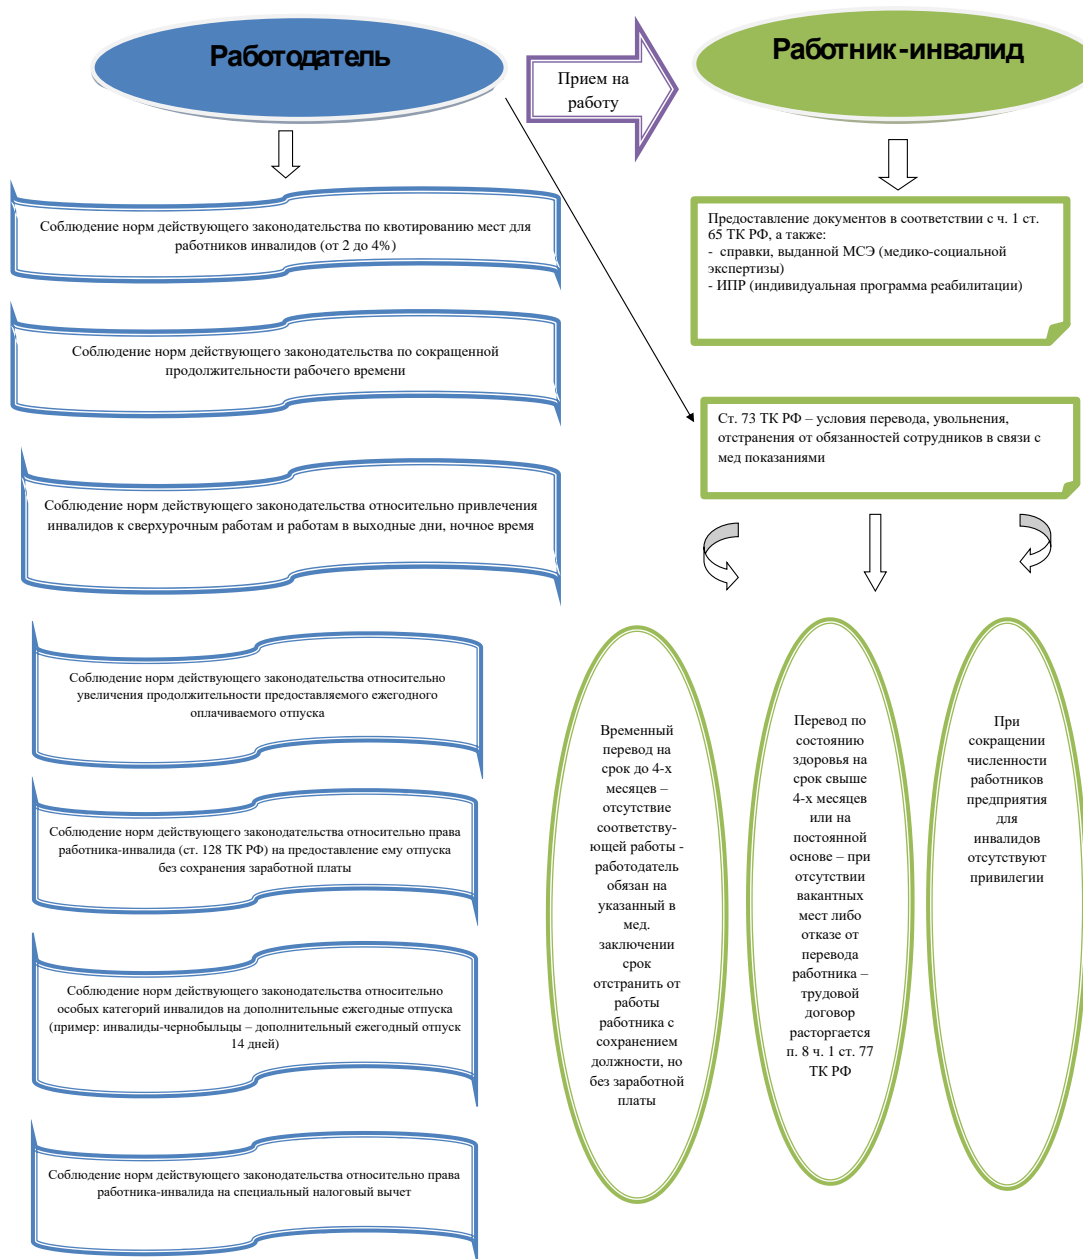 Работодатель
Прием на
работу
Работник-инвалид
Соблюдение норм действующего законодательства по квотированию мест для
работников инвалидов (от 2 до 4%)
Соблюдение норм действующего законодательства по сокращенной
продолжительности рабочего времени
Соблюдение норм действующего законодательства относительно привлечения
инвалидов к сверхурочным работам и работам в выходные дни, ночное время
Соблюдение норм действующего законодательства относительно
увеличения продолжительности предоставляемого ежегодного
оплачиваемого отпуска
Соблюдение норм действующего законодательства относительно права
работника-инвалида (ст. 128 ТК РФ) на предоставление ему отпуска
без сохранения заработной платы
Соблюдение норм действующего законодательства относительно
особых категорий инвалидов на дополнительные ежегодные отпуска
(пример: инвалиды-чернобыльцы – дополнительный ежегодный отпуск
14 дней)
Соблюдение норм действующего законодательства относительно права
работника-инвалида на специальный налоговый вычет
Предоставление документов в соответствии с ч. 1 ст.
65 ТК РФ, а также:
- справки, выданной МСЭ (медико-социальной
экспертизы)
- ИПР (индивидуальная программа реабилитации)
Ст. 73 ТК РФ – условия перевода, увольнения,
отстранения от обязанностей сотрудников в связи с
мед показаниями
Временный
перевод на
срок до 4-х
месяцев –
отсутствие
соответству-
ющей работы -
работодатель
обязан на
указанный в
мед.
заключении
срок
отстранить от
работы
работника с
сохранением
должности, но
без заработной
платы
Перевод по
состоянию
здоровья на
срок свыше
4-х месяцев
или на
постоянной
основе – при
отсутствии
вакантных
мест либо
отказе от
перевода
работника –
трудовой
договор
расторгается
п. 8 ч. 1 ст. 77
ТК РФ
При
сокращении
численности
работников
предприятия
для
инвалидов
отсутствуют
привилегии